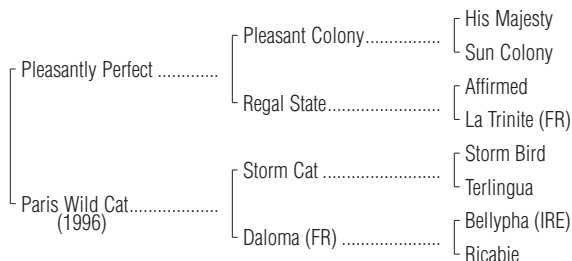 His Majesty
Pleasant Colony................
Sun Colony
Pleasantly Perfect .............
Affirmed
Regal State........................
La Trinite (FR)
Storm Bird
Storm Cat .........................
Terlingua
Paris Wild Cat...................
(1996)
Bellypha (IRE)
Daloma (FR) .....................
Ricabie